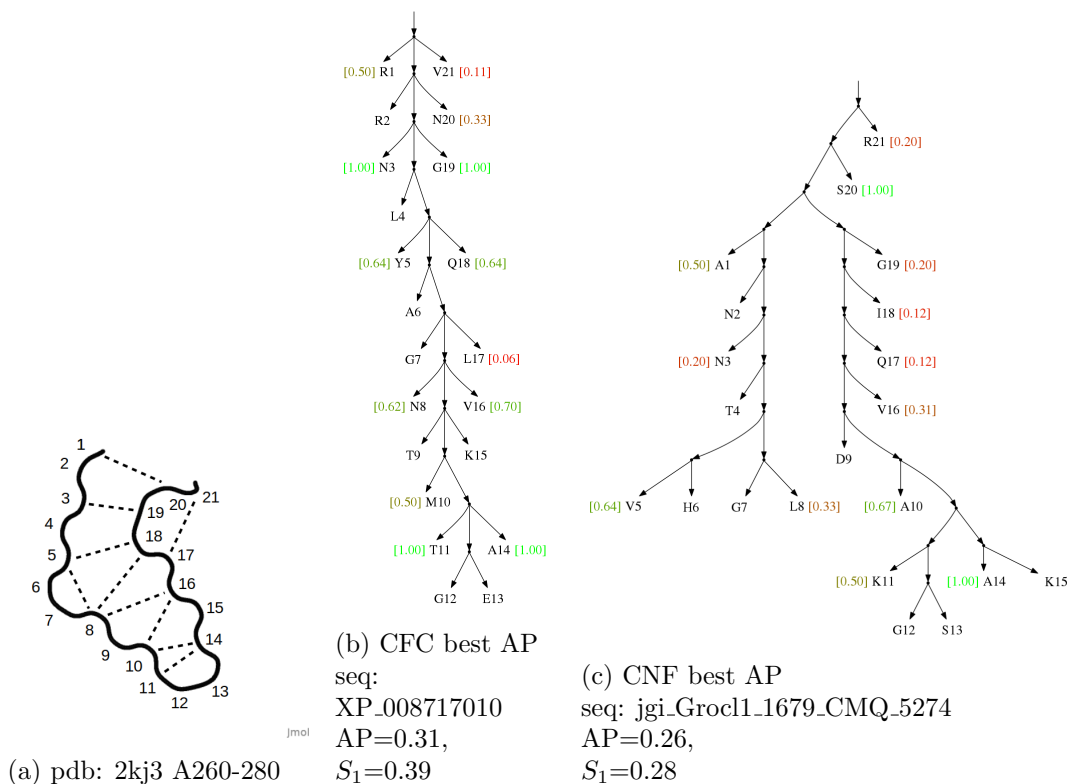 1
2
3
4
5
6
7
8
9
10
11
12
13
14
15
16
17
18
19
20
21
jmol
(a) pdb: 2kj3 A260-280
[0.50] R1 V21 [0.11]
R2 N20 [0.33]
[1.00] N3 G19 [1.00]
L4
[0.64] Y5 Q18 [0.64]
A6
G7 L17 [0.06]
[0.62] N8 V16 [0.70]
T9 K15
[0.50] M10
[1.00] T11 A14 [1.00]
G12 E13
(b) CFC best AP
seq:
XP_008717010
AP=0.31,
S1=0.39
R21 [0.20]
S20 [1.00]
[0.50] A1 G19 [0.20]
N2 I18 [0.12]
[0.20] N3 Q17 [0.12]
T4 V16 [0.31]
D9
[0.64] V5 H6 G7 L8 [0.33] [0.67] A10
[0.50] K11 [1.00] A14 K15
G12 S13
(c) CNF best AP
seq: jgi_Grocl1_1679_CMQ_5274
AP=0.26,
S1=0.28